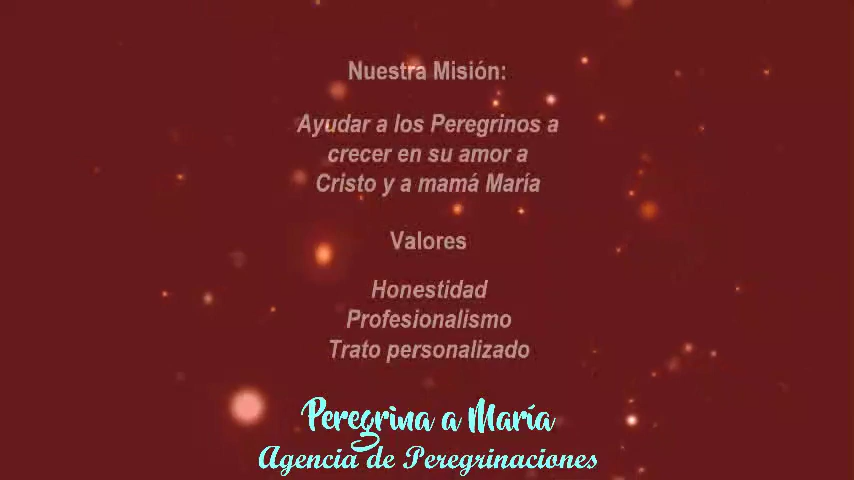 Nuestra Misión:
Ayudar a los Peregrinos a
crecer en su amor a
Cristo y a mamá María
Valores
Honestidad
Profesionalismo
Trato personalizado
Peregrina a María
Agencia de Peregrinaciones